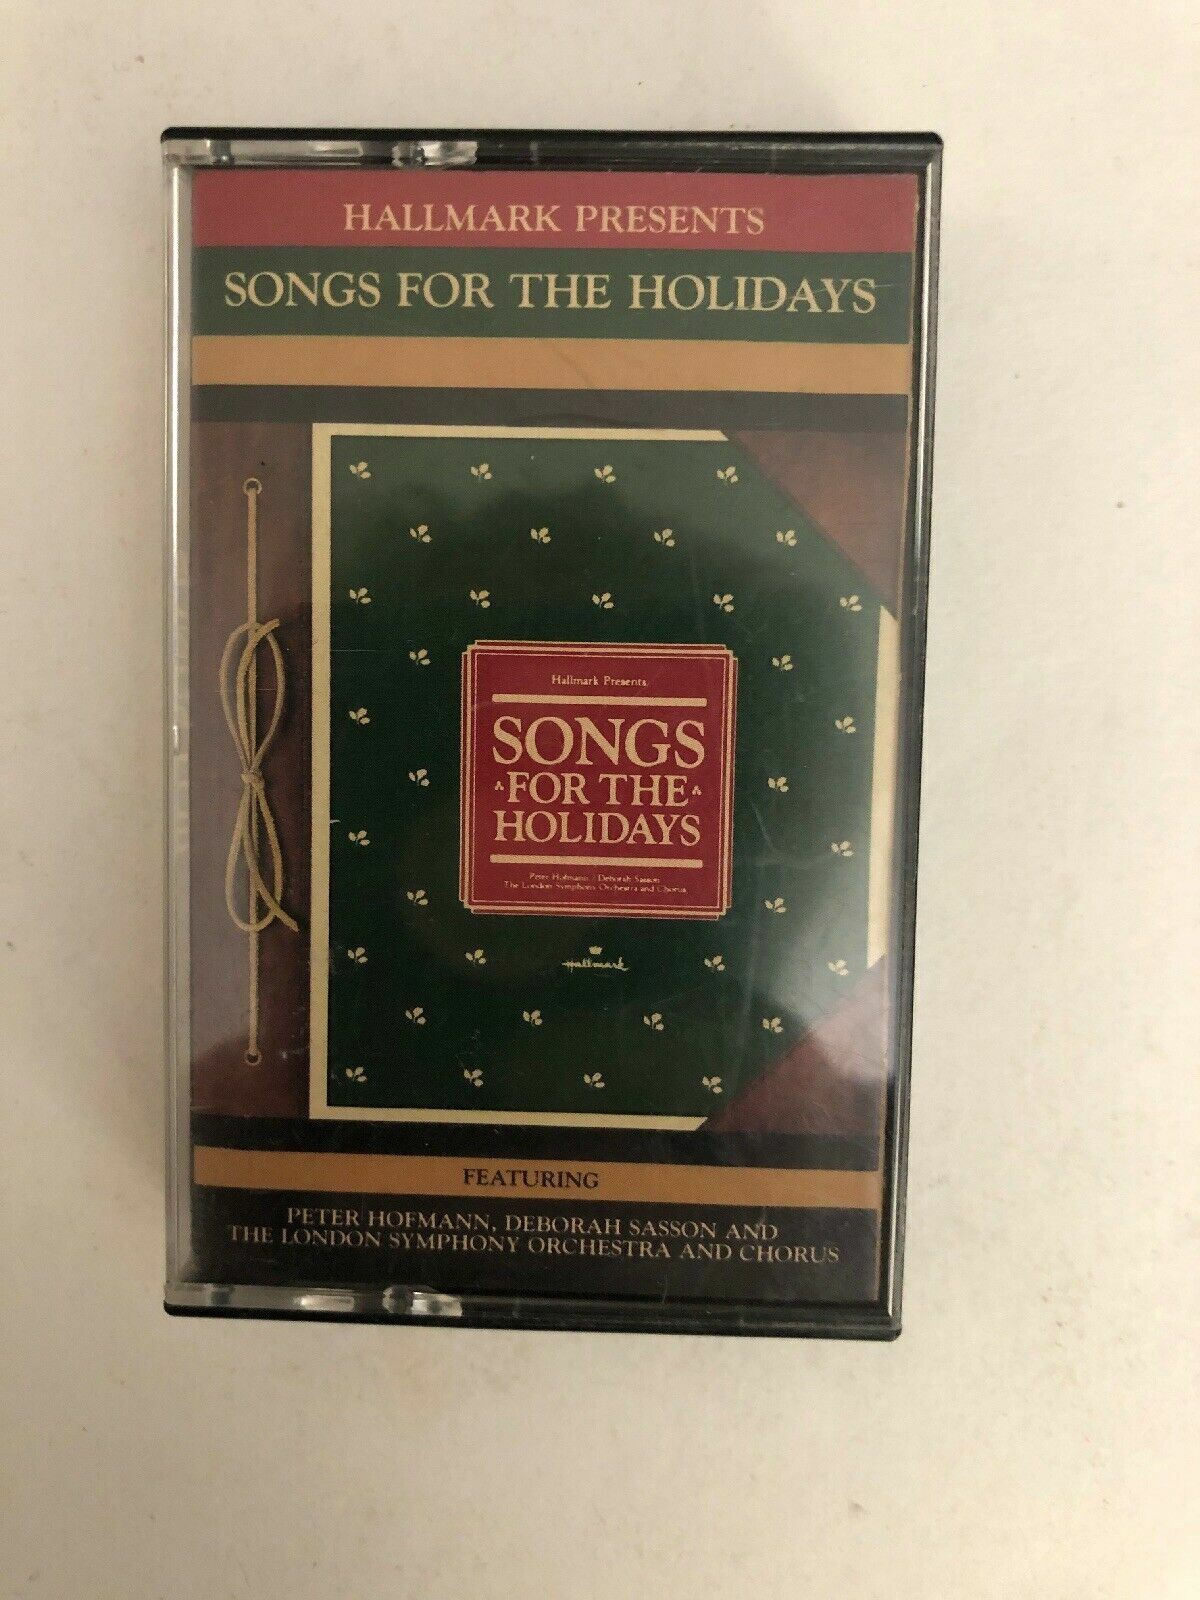 HALLMARK PRESENTS
SONGS FOR THE HOLIDAYS
Hallmark Presents
SONGS
FOR THE
HOLIDAYS
Peter Hofmann / Deborah Sasson
The London Symphony Orchestra and Chorus
Hallmark
FEATURING
PETER HOFMANN, DEBORAH SASSON AND
THE LONDON SYMPHONY ORCHESTRA AND CHORUS